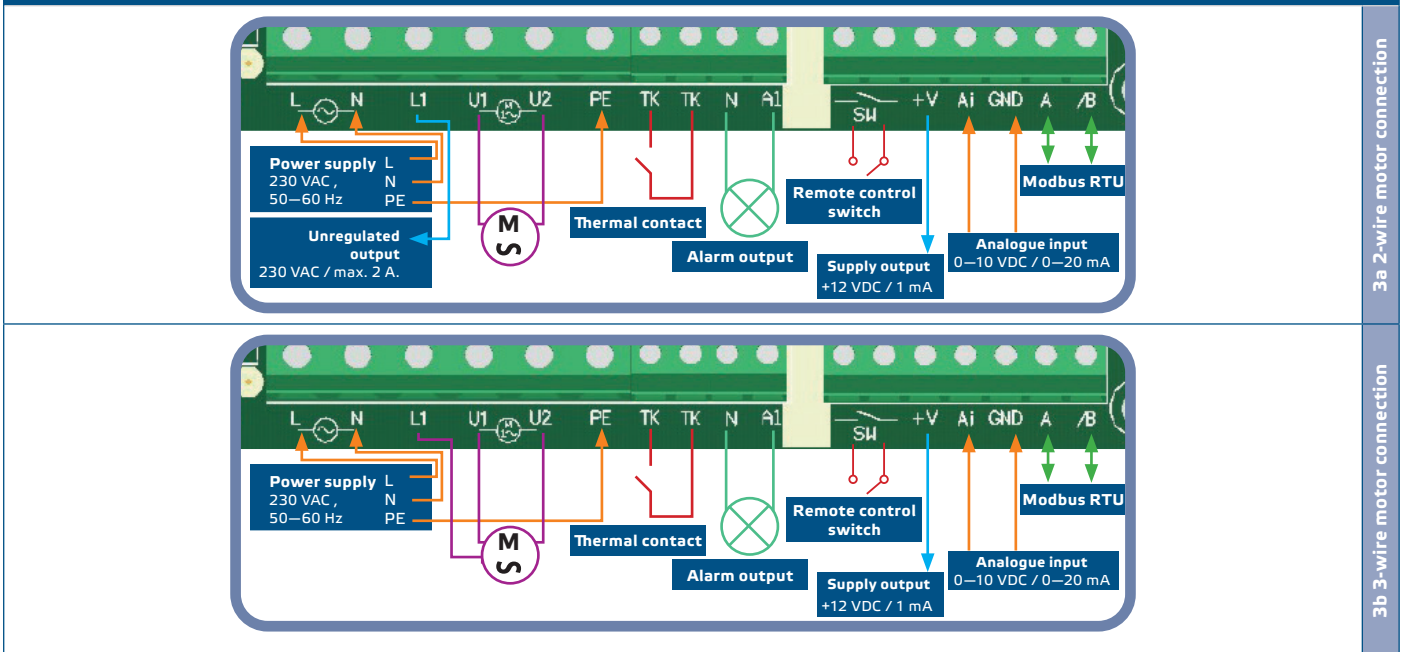 L N L1 U1 M 1~ U2 PE TK TK N A1 SW +V Ai GND A /B
Power supply L
230 VAC , N
50—60 Hz PE
Unregulated
output
230 VAC / max. 2 A.
M
Thermal contact
Alarm output
Remote control
switch
Supply output
+12 VDC / 1 mA
Modbus RTU
Analogue input
0—10 VDC / 0—20 mA
3a 2-wire motor connection
L N L1 U1 M 1~ U2 PE TK TK N A1 SW +V Ai GND A /B
Power supply L
230 VAC , N
50—60 Hz PE
M
Thermal contact
Alarm output
Remote control
switch
Supply output
+12 VDC / 1 mA
Modbus RTU
Analogue input
0—10 VDC / 0—20 mA
3b 3-wire motor connection